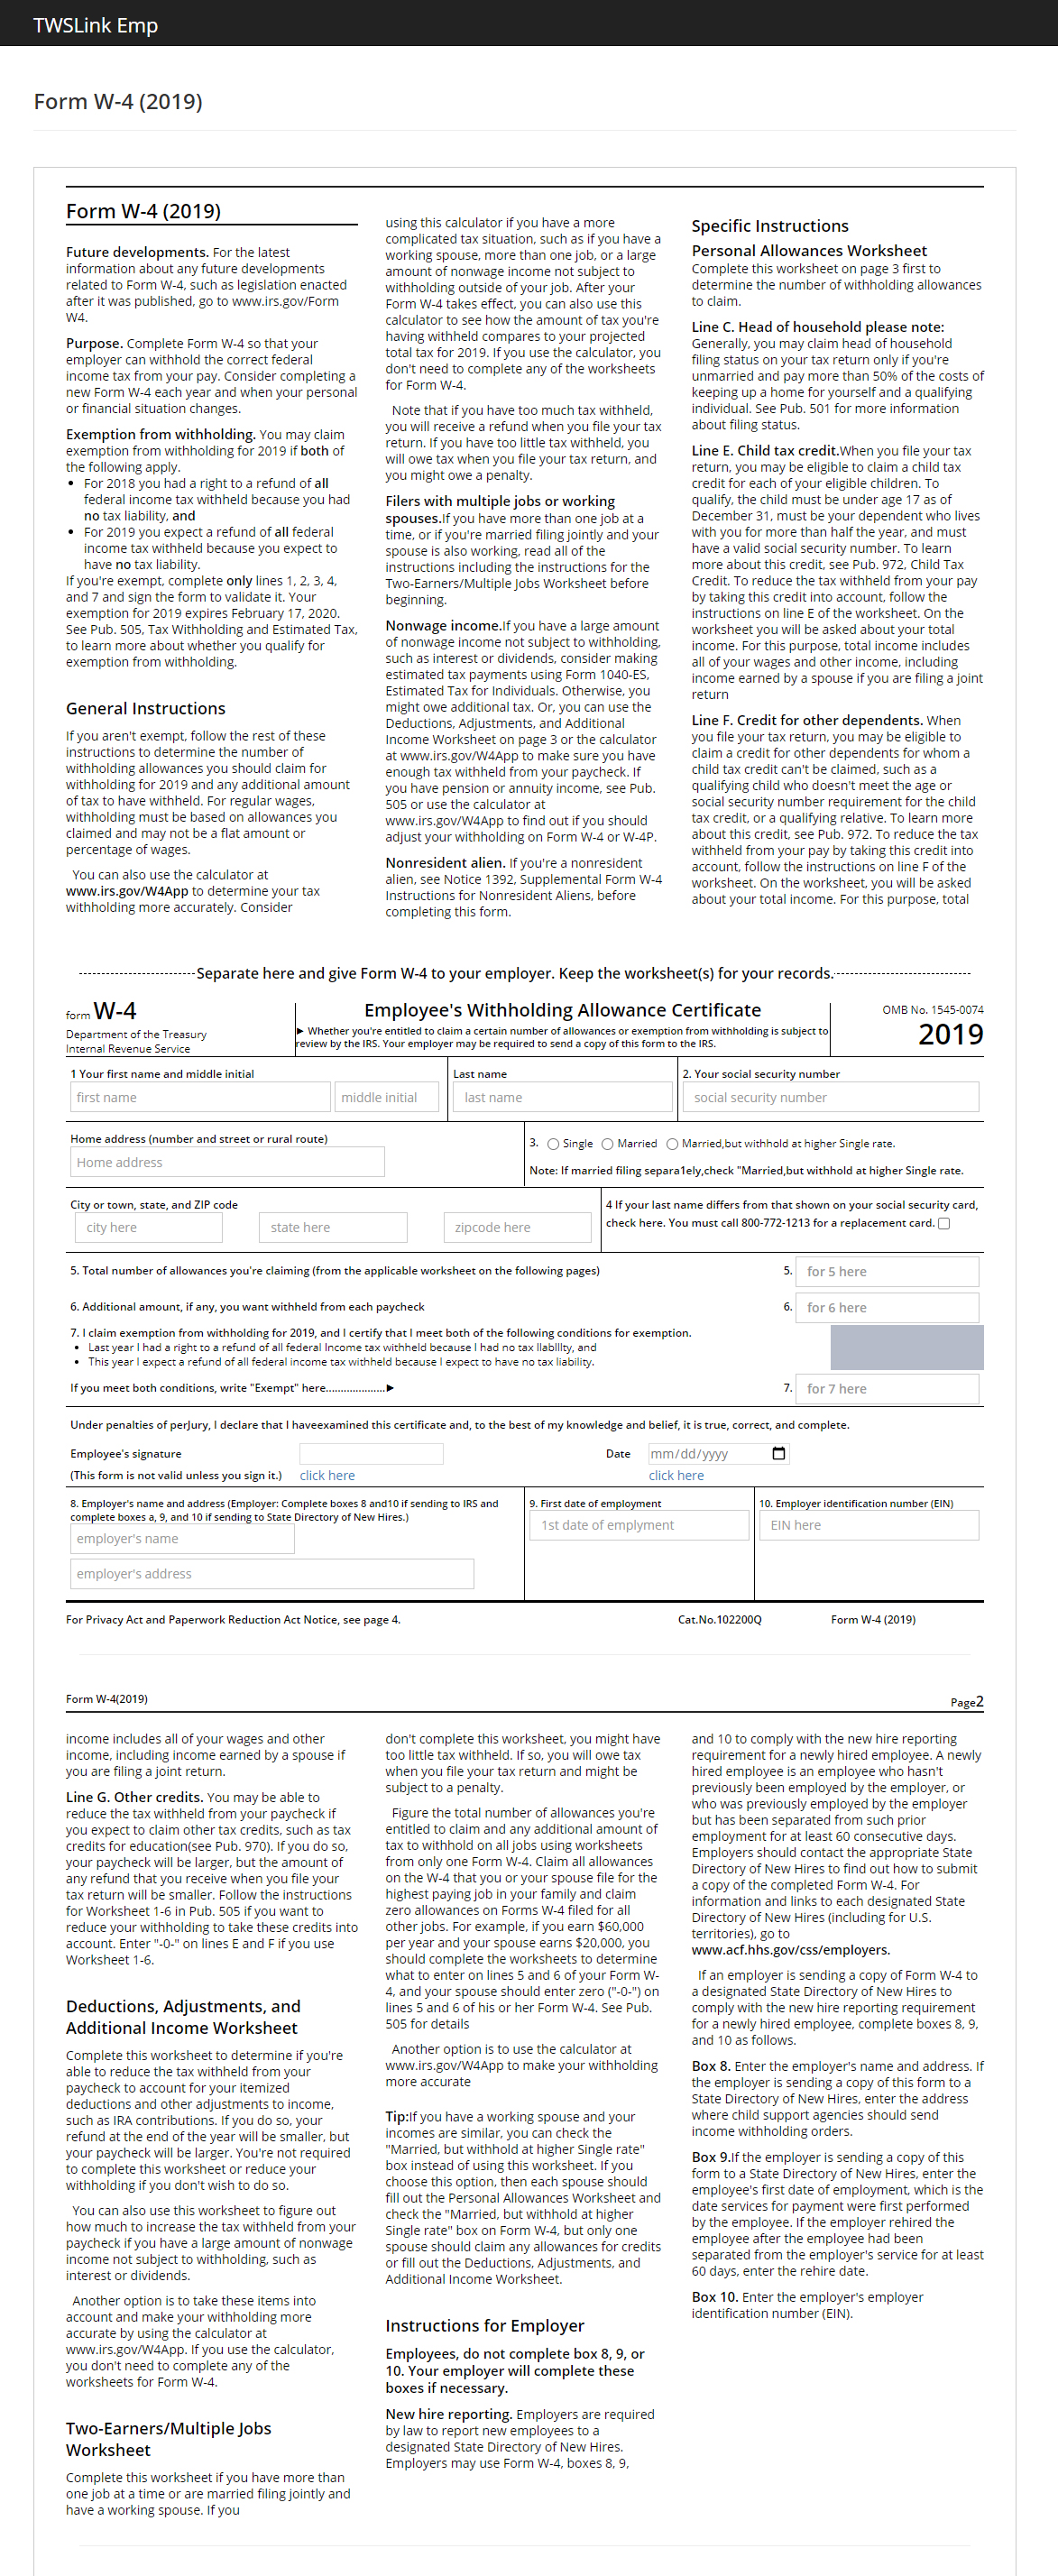 TWSLink Emp
Form W-4 (2019)
Form W-4 (2019)
Future developments. For the latest
information about any future developments
related to Form W-4, such as legislation enacted
after it was published, go to www.irs.gov/Form
W4.
Purpose. Complete Form W-4 so that your
employer can withhold the correct federal
income tax from your pay. Consider completing a
new Form W-4 each year and when your personal
or financial situation changes.
Exemption from withholding. You may claim
exemption from withholding for 2019 if both of
the following apply.
• For 2018 you had a right to a refund of all
federal income tax withheld because you had
no tax liability, and
• For 2019 you expect a refund of all federal
income tax withheld because you expect to
have no tax liability.
If you're exempt, complete only lines 1, 2, 3, 4,
and 7 and sign the form to validate it. Your
exemption for 2019 expires February 17, 2020.
See Pub. 505, Tax Withholding and Estimated Tax,
to learn more about whether you qualify for
exemption from withholding.
General Instructions
If you aren't exempt, follow the rest of these
instructions to determine the number of
withholding allowances you should claim for
withholding for 2019 and any additional amount
of tax to have withheld. For regular wages,
withholding must be based on allowances you
claimed and may not be a flat amount or
percentage of wages.
You can also use the calculator at
www.irs.gov/W4App to determine your tax
withholding more accurately. Consider
using this calculator if you have a more
complicated tax situation, such as if you have a
working spouse, more than one job, or a large
amount of nonwage income not subject to
withholding outside of your job. After your
Form W-4 takes effect, you can also use this
calculator to see how the amount of tax you're
having withheld compares to your projected
total tax for 2019. If you use the calculator, you
don't need to complete any of the worksheets
for Form W-4.
Note that if you have too much tax withheld,
you will receive a refund when you file your tax
return. If you have too little tax withheld, you
will owe tax when you file your tax return, and
you might owe a penalty.
Filers with multiple jobs or working
spouses.If you have more than one job at a
time, or if you're married filing jointly and your
spouse is also working, read all of the
instructions including the instructions for the
Two-Earners/Multiple Jobs Worksheet before
beginning.
Nonwage income.If you have a large amount
of nonwage income not subject to withholding,
such as interest or dividends, consider making
estimated tax payments using Form 1040-ES,
Estimated Tax for Individuals. Otherwise, you
might owe additional tax. Or, you can use the
Deductions, Adjustments, and Additional
Income Worksheet on page 3 or the calculator
at www.irs.gov/W4App to make sure you have
enough tax withheld from your paycheck. If
you have pension or annuity income, see Pub.
505 or use the calculator at
www.irs.gov/W4App to find out if you should
adjust your withholding on Form W-4 or W-4P.
Nonresident alien. If you're a nonresident
alien, see Notice 1392, Supplemental Form W-4
Instructions for Nonresident Aliens, before
completing this form.
Specific Instructions
Personal Allowances Worksheet
Complete this worksheet on page 3 first to
determine the number of withholding allowances
to claim.
Line C. Head of household please note:
Generally, you may claim head of household
filing status on your tax return only if you're
unmarried and pay more than 50% of the costs of
keeping up a home for yourself and a qualifying
individual. See Pub. 501 for more information
about filing status.
Line E. Child tax credit.When you file your tax
return, you may be eligible to claim a child tax
credit for each of your eligible children. To
qualify, the child must be under age 17 as of
December 31, must be your dependent who lives
with you for more than half the year, and must
have a valid social security number. To learn
more about this credit, see Pub. 972, Child Tax
Credit. To reduce the tax withheld from your pay
by taking this credit into account, follow the
instructions on line E of the worksheet. On the
worksheet you will be asked about your total
income. For this purpose, total income includes
all of your wages and other income, including
income earned by a spouse if you are filing a joint
return
Line F. Credit for other dependents. When
you file your tax return, you may be eligible to
claim a credit for other dependents for whom a
child tax credit can't be claimed, such as a
qualifying child who doesn't meet the age or
social security number requirement for the child
tax credit, or a qualifying relative. To learn more
about this credit, see Pub. 972. To reduce the tax
withheld from your pay by taking this credit into
account, follow the instructions on line F of the
worksheet. On the worksheet, you will be asked
about your total income. For this purpose, total
Separate here and give Form W-4 to your employer. Keep the worksheet(s) for your records.
form W-4
Department of the Treasury
Internal Revenue Service
Employee's Withholding Allowance Certificate
► Whether you're entitled to claim a certain number of allowances or exemption from withholding is subject to
review by the IRS. Your employer may be required to send a copy of this form to the IRS.
OMB No. 1545-0074
2019
1 Your first name and middle initial
first name
middle initial
Last name
last name
2. Your social security number
social security number
Home address (number and street or rural route)
Home address
3. Single Married Married,but withhold at higher Single rate.
Note: If married filing separa1ely,check "Married,but withhold at higher Single rate.
City or town, state, and ZIP code
city here
state here
zipcode here
4 If your last name differs from that shown on your social security card,
check here. You must call 800-772-1213 for a replacement card.
5. Total number of allowances you're claiming (from the applicable worksheet on the following pages)
5. for 5 here
6. Additional amount, if any, you want withheld from each paycheck
6. for 6 here
7. I claim exemption from withholding for 2019, and I certify that I meet both of the following conditions for exemption.
• Last year I had a right to a refund of all federal Income tax withheld because I had no tax llablllty, and
• This year I expect a refund of all federal income tax withheld because I expect to have no tax liability.
If you meet both conditions, write "Exempt" here....................►
7. for 7 here
Under penalties of perJury, I declare that I haveexamined this certificate and, to the best of my knowledge and belief, it is true, correct, and complete.
Employee's signature
Date mm/dd/yyyy
(This form is not valid unless you sign it.) click here
click here
8. Employer's name and address (Employer: Complete boxes 8 and10 if sending to IRS and
complete boxes a, 9, and 10 if sending to State Directory of New Hires.)
employer's name
employer's address
9. First date of employment
1st date of emplyment
10. Employer identification number (EIN)
EIN here
For Privacy Act and Paperwork Reduction Act Notice, see page 4.
Cat.No.102200Q
Form W-4 (2019)
Form W-4(2019)
Page2
income includes all of your wages and other
income, including income earned by a spouse if
you are filing a joint return.
Line G. Other credits. You may be able to
reduce the tax withheld from your paycheck if
you expect to claim other tax credits, such as tax
credits for education(see Pub. 970). If you do so,
your paycheck will be larger, but the amount of
any refund that you receive when you file your
tax return will be smaller. Follow the instructions
for Worksheet 1-6 in Pub. 505 if you want to
reduce your withholding to take these credits into
account. Enter "-0-" on lines E and F if you use
Worksheet 1-6.
Deductions, Adjustments, and
Additional Income Worksheet
Complete this worksheet to determine if you're
able to reduce the tax withheld from your
paycheck to account for your itemized
deductions and other adjustments to income,
such as IRA contributions. If you do so, your
refund at the end of the year will be smaller, but
your paycheck will be larger. You're not required
to complete this worksheet or reduce your
withholding if you don't wish to do so.
You can also use this worksheet to figure out
how much to increase the tax withheld from your
paycheck if you have a large amount of nonwage
income not subject to withholding, such as
interest or dividends.
Another option is to take these items into
account and make your withholding more
accurate by using the calculator at
www.irs.gov/W4App. If you use the calculator,
you don't need to complete any of the
worksheets for Form W-4.
Two-Earners/Multiple Jobs
Worksheet
Complete this worksheet if you have more than
one job at a time or are married filing jointly and
have a working spouse. If you
don't complete this worksheet, you might have
too little tax withheld. If so, you will owe tax
when you file your tax return and might be
subject to a penalty.
Figure the total number of allowances you're
entitled to claim and any additional amount of
tax to withhold on all jobs using worksheets
from only one Form W-4. Claim all allowances
on the W-4 that you or your spouse file for the
highest paying job in your family and claim
zero allowances on Forms W-4 filed for all
other jobs. For example, if you earn $60,000
per year and your spouse earns $20,000, you
should complete the worksheets to determine
what to enter on lines 5 and 6 of your Form W-
4, and your spouse should enter zero ("-0-") on
lines 5 and 6 of his or her Form W-4. See Pub.
505 for details
Another option is to use the calculator at
www.irs.gov/W4App to make your withholding
more accurate
Tip:If you have a working spouse and your
incomes are similar, you can check the
"Married, but withhold at higher Single rate"
box instead of using this worksheet. If you
choose this option, then each spouse should
fill out the Personal Allowances Worksheet and
check the "Married, but withhold at higher
Single rate" box on Form W-4, but only one
spouse should claim any allowances for credits
or fill out the Deductions, Adjustments, and
Additional Income Worksheet.
Instructions for Employer
Employees, do not complete box 8, 9, or
10. Your employer will complete these
boxes if necessary.
New hire reporting. Employers are required
by law to report new employees to a
designated State Directory of New Hires.
Employers may use Form W-4, boxes 8, 9,
and 10 to comply with the new hire reporting
requirement for a newly hired employee. A newly
hired employee is an employee who hasn't
previously been employed by the employer, or
who was previously employed by the employer
but has been separated from such prior
employment for at least 60 consecutive days.
Employers should contact the appropriate State
Directory of New Hires to find out how to submit
a copy of the completed Form W-4. For
information and links to each designated State
Directory of New Hires (including for U.S.
territories), go to
www.acf.hhs.gov/css/employers.
If an employer is sending a copy of Form W-4 to
a designated State Directory of New Hires to
comply with the new hire reporting requirement
for a newly hired employee, complete boxes 8, 9,
and 10 as follows.
Box 8. Enter the employer's name and address. If
the employer is sending a copy of this form to a
State Directory of New Hires, enter the address
where child support agencies should send
income withholding orders.
Box 9.If the employer is sending a copy of this
form to a State Directory of New Hires, enter the
employee's first date of employment, which is the
date services for payment were first performed
by the employee. If the employer rehired the
employee after the employee had been
separated from the employer's service for at least
60 days, enter the rehire date.
Box 10. Enter the employer's employer
identification number (EIN).